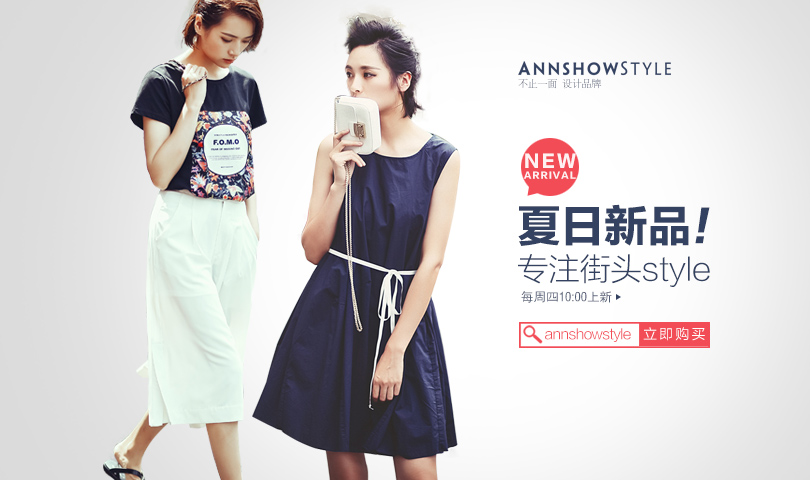 ANNSHOWSTYLE
不止一面 设计品牌
NEW
ARRIVAL
夏日新品!
专注街头style
每周四10:00上新
annshowstyle 立即购买
F.O.M.O